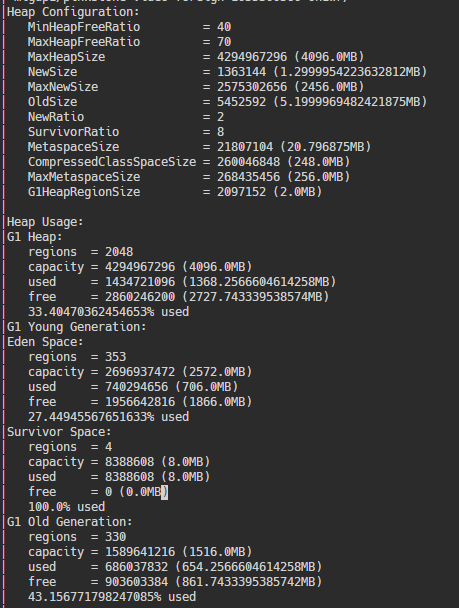 |Heap Configuration:
|   MinHeapFreeRatio         = 40
|   MaxHeapFreeRatio         = 70
|   MaxHeapSize              = 4294967296 (4096.0MB)
|   NewSize                  = 1363144 (1.2999954223632812MB)
|   MaxNewSize               = 2575302656 (2456.0MB)
|   OldSize                  = 5452592 (5.1999969482421875MB)
|   NewRatio                 = 2
|   SurvivorRatio            = 8
|   MetaspaceSize            = 21807104 (20.796875MB)
|   CompressedClassSpaceSize = 260046848 (248.0MB)
|   MaxMetaspaceSize         = 268435456 (256.0MB)
|   G1HeapRegionSize         = 2097152 (2.0MB)
|
|Heap Usage:
|G1 Heap:
|   regions  = 2048
|   capacity = 4294967296 (4096.0MB)
|   used     = 1434721096 (1368.2566604614258MB)
|   free     = 2860246200 (2727.743339538574MB)
|   33.40470362454653% used
|G1 Young Generation:
|Eden Space:
|   regions  = 353
|   capacity = 2696937472 (2572.0MB)
|   used     = 740294656 (706.0MB)
|   free     = 1956642816 (1866.0MB)
|   27.44945567651633% used
|Survivor Space:
|   regions  = 4
|   capacity = 8388608 (8.0MB)
|   used     = 8388608 (8.0MB)
|   free     = 0 (0.0MB)
|   100.0% used
|G1 Old Generation:
|   regions  = 330
|   capacity = 1589641216 (1516.0MB)
|   used     = 686037832 (654.2566604614258MB)
|   free     = 903603384 (861.7433395385742MB)
|   43.156771798247085% used